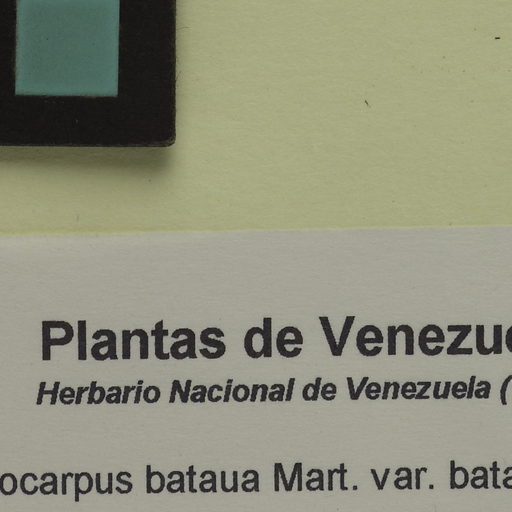 Plantas de Venezue
Herbario Nacional de Venezuela (
ocarpus bataua Mart. var. bata